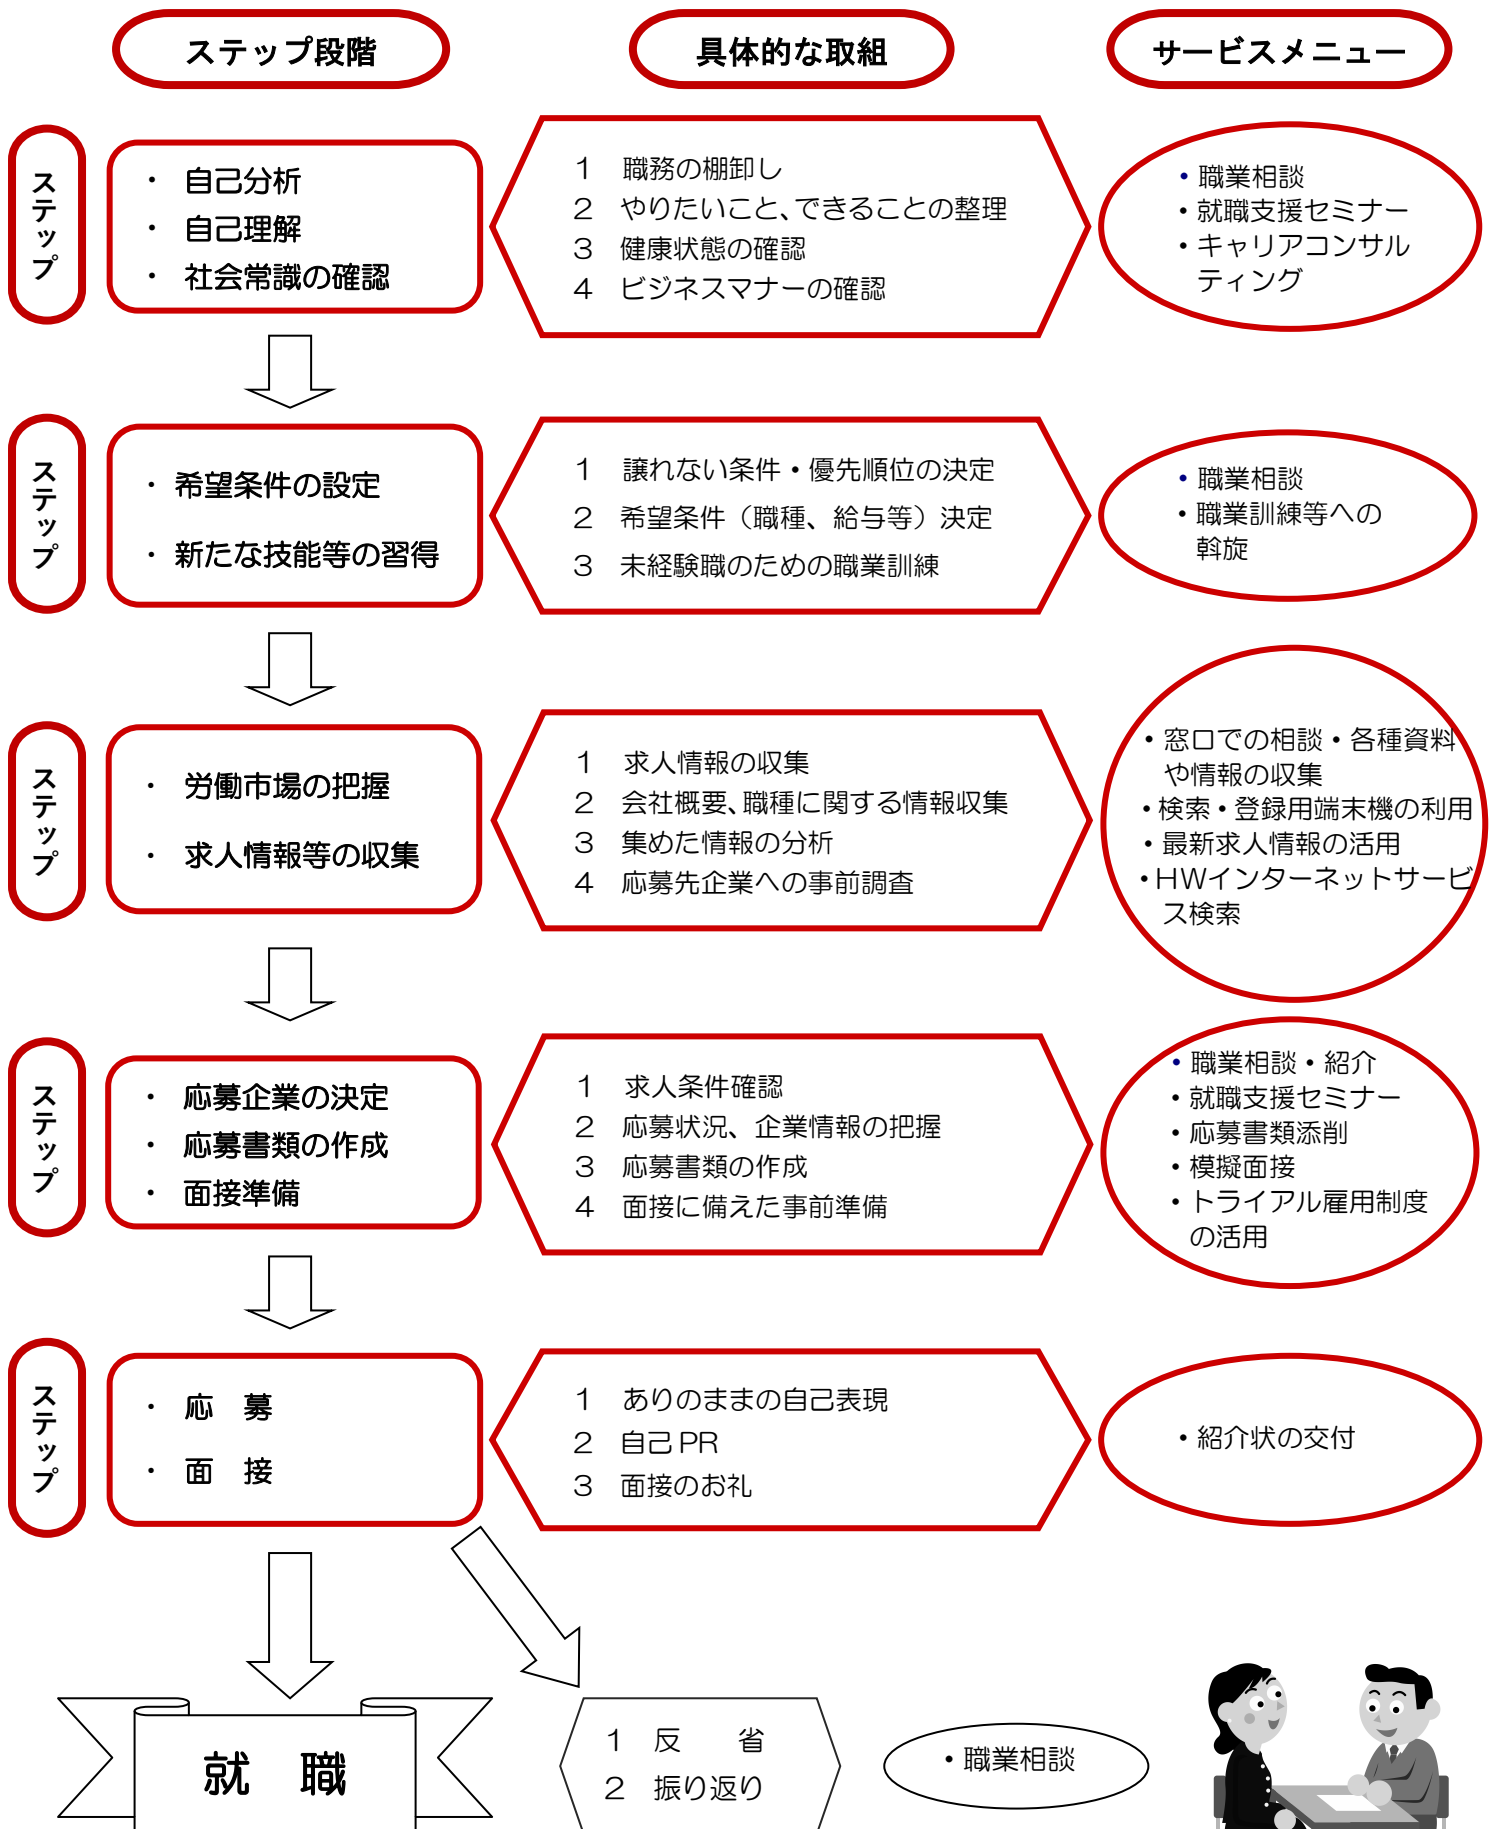 ステップ段階
具体的な取組
サービスメニュー
ステップ
・ 自己分析
・ 自己理解
・ 社会常識の確認
1 職務の棚卸し
2 やりたいこと、できることの整理
3 健康状態の確認
4 ビジネスマナーの確認
・職業相談
・就職支援セミナー
・キャリアコンサル
ティング
ステップ
・ 希望条件の設定
・ 新たな技能等の習得
1 譲れない条件・優先順位の決定
2 希望条件（職種、給与等）決定
3 未経験職のための職業訓練
・職業相談
・職業訓練等への
斡旋
ステップ
・ 労働市場の把握
・ 求人情報等の収集
1 求人情報の収集
2 会社概要、職種に関する情報収集
3 集めた情報の分析
4 応募先企業への事前調査
・窓口での相談・各種資料
や情報の収集
・検索・登録用端末機の利用
・最新求人情報の活用
・HWインターネットサービ
ス検索
ステップ
・ 応募企業の決定
・ 応募書類の作成
・ 面接準備
1 求人条件確認
2 応募状況、企業情報の把握
3 応募書類の作成
4 面接に備えた事前準備
・職業相談・紹介
・就職支援セミナー
・応募書類添削
・模擬面接
・トライアル雇用制度
の活用
ステップ
・ 応 募
・ 面 接
1 ありのままの自己表現
2 自己PR
3 面接のお礼
・紹介状の交付
就 職
1 反 省
2 振り返り
・職業相談